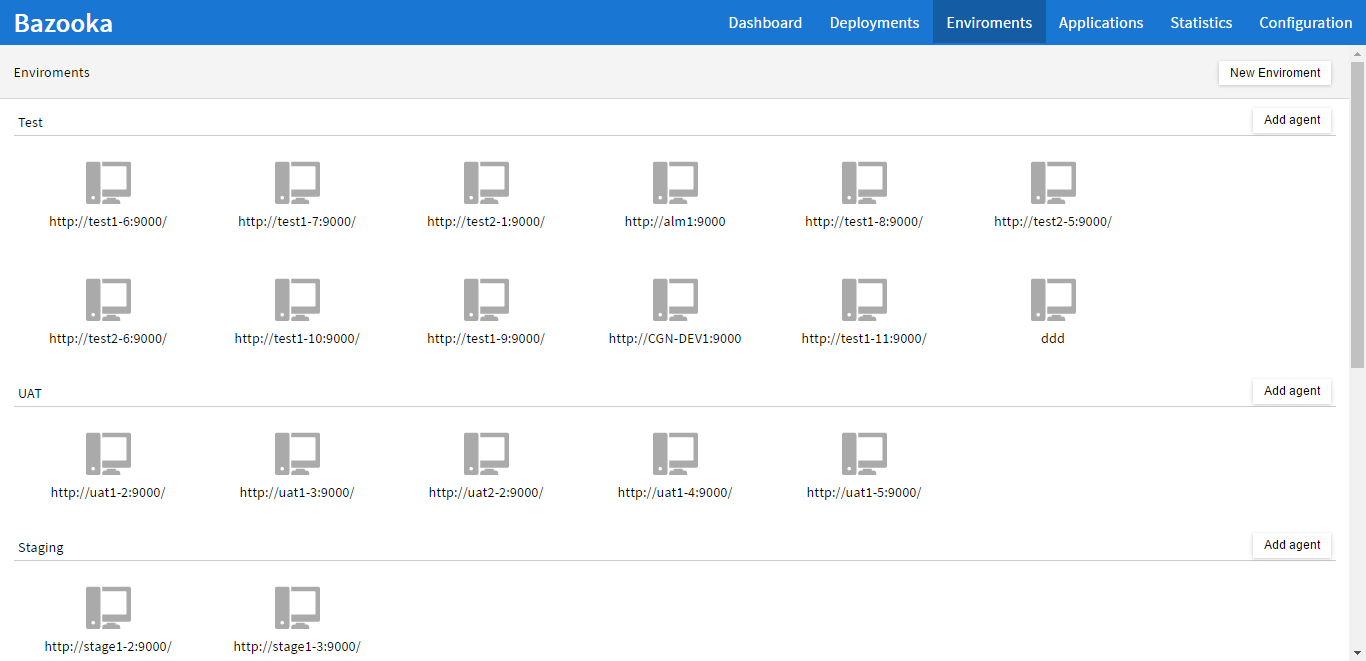 Bazooka Dashboard Deployments Enviroments Applications Statistics Configuration
Enviroments New Enviroment
Test Add agent
http://test1-6:9000/ http://test1-7:9000/ http://test2-1:9000/ http://alm1:9000 http://test1-8:9000/ http://test2-5:9000/
http://test2-6:9000/ http://test1-10:9000/ http://test1-9:9000/ http://CGN-DEV1:9000 http://test1-11:9000/ ddd
UAT Add agent
http://uat1-2:9000/ http://uat1-3:9000/ http://uat2-2:9000/ http://uat1-4:9000/ http://uat1-5:9000/
Staging Add agent
http://stage1-2:9000/ http://stage1-3:9000/